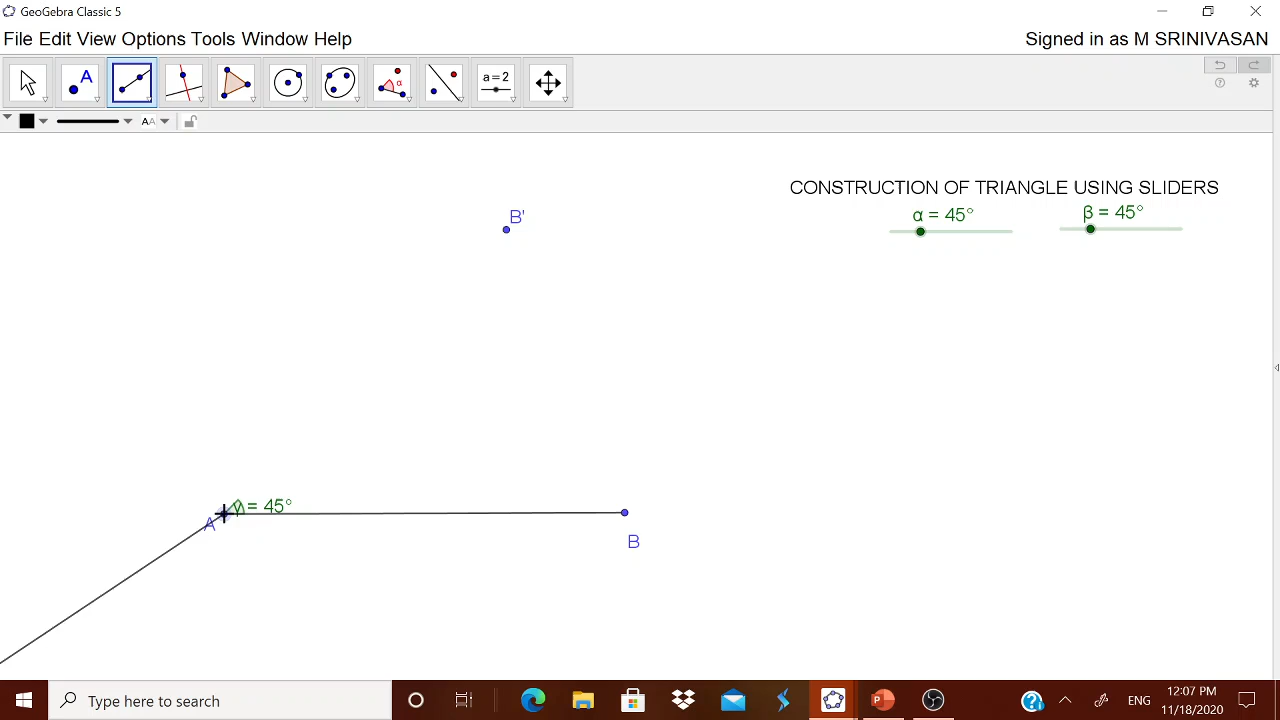 GeoGebra Classic 5
File Edit View Options Tools Window Help
Signed in as M SRINIVASAN
A
α
a=2
AA
CONSTRUCTION OF TRIANGLE USING SLIDERS
α = 45°
β = 45°
B'
γ = 45°
A
B
Type here to search
ENG
12:07 PM
11/18/2020